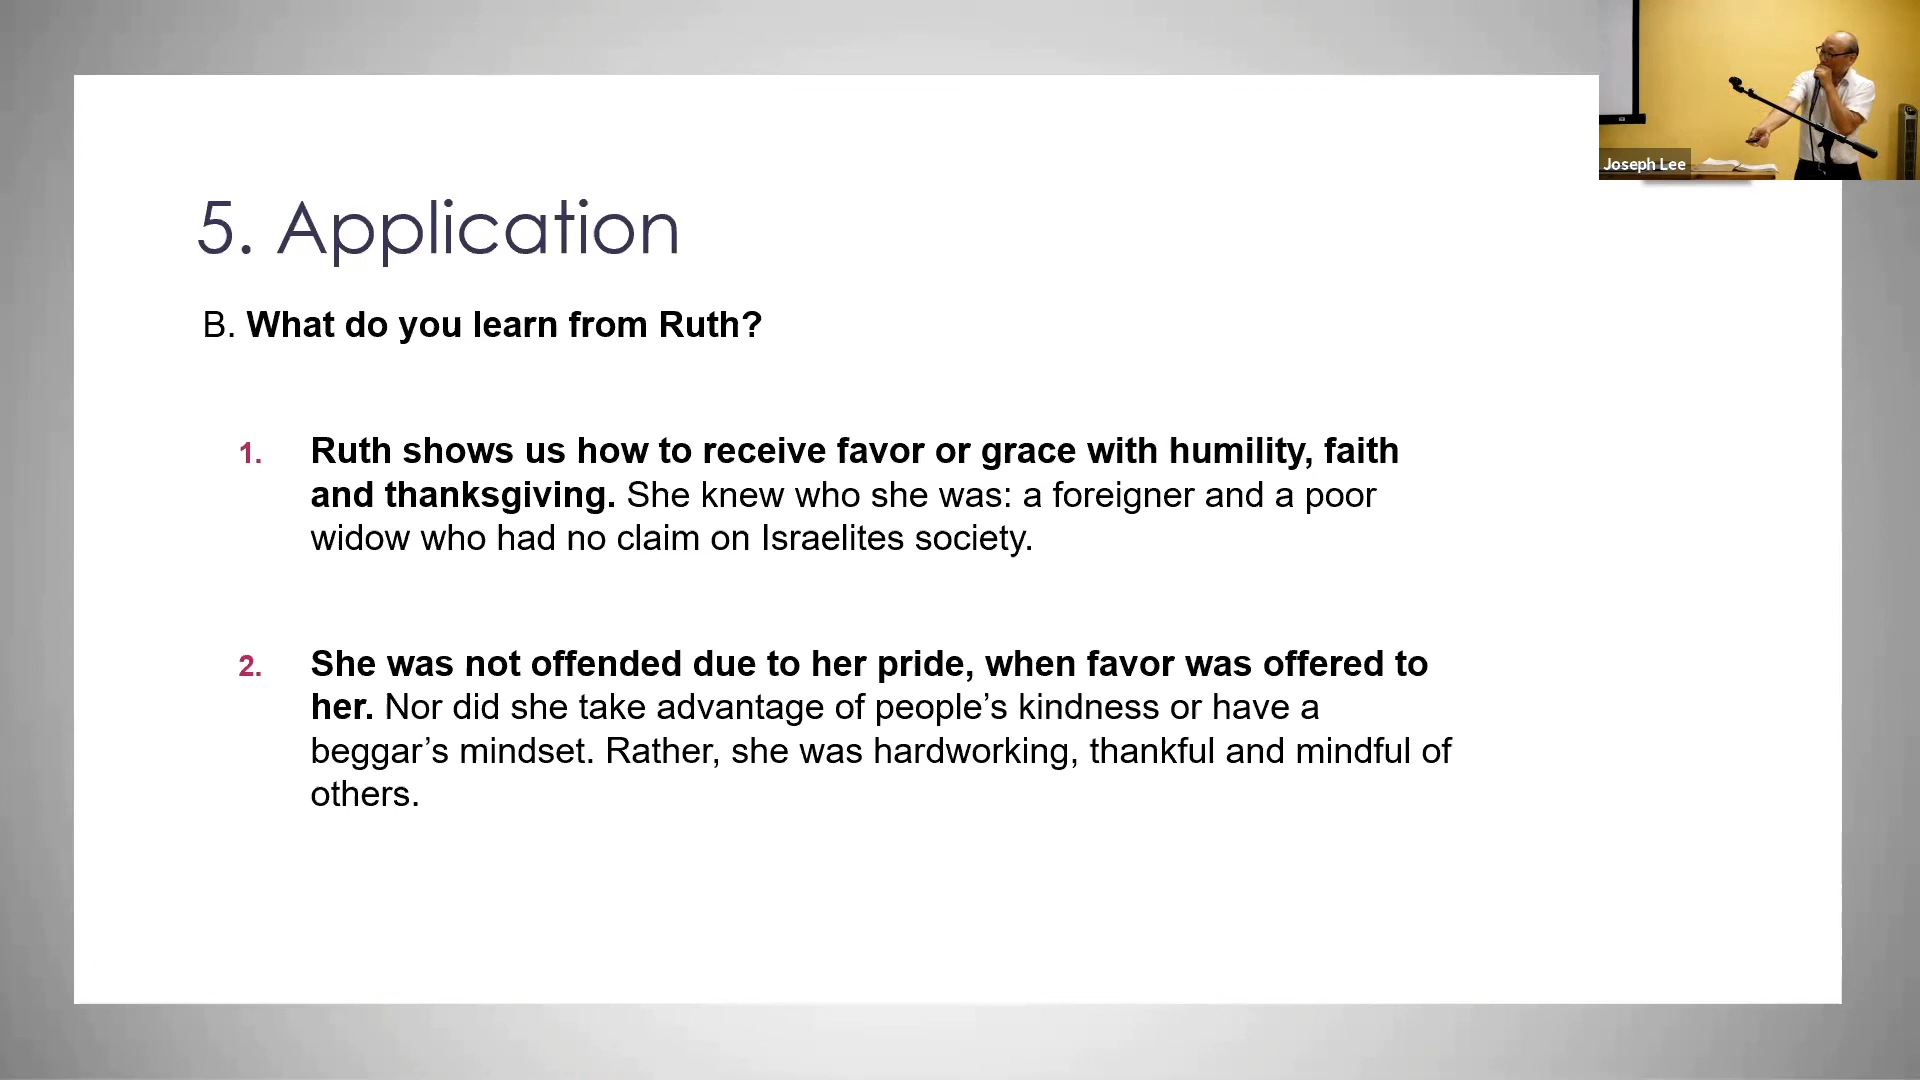 Joseph Lee
5. Application
B. What do you learn from Ruth?
1. Ruth shows us how to receive favor or grace with humility, faith
and thanksgiving. She knew who she was: a foreigner and a poor
widow who had no claim on Israelites society.
2. She was not offended due to her pride, when favor was offered to
her. Nor did she take advantage of people’s kindness or have a
beggar’s mindset. Rather, she was hardworking, thankful and mindful of
others.